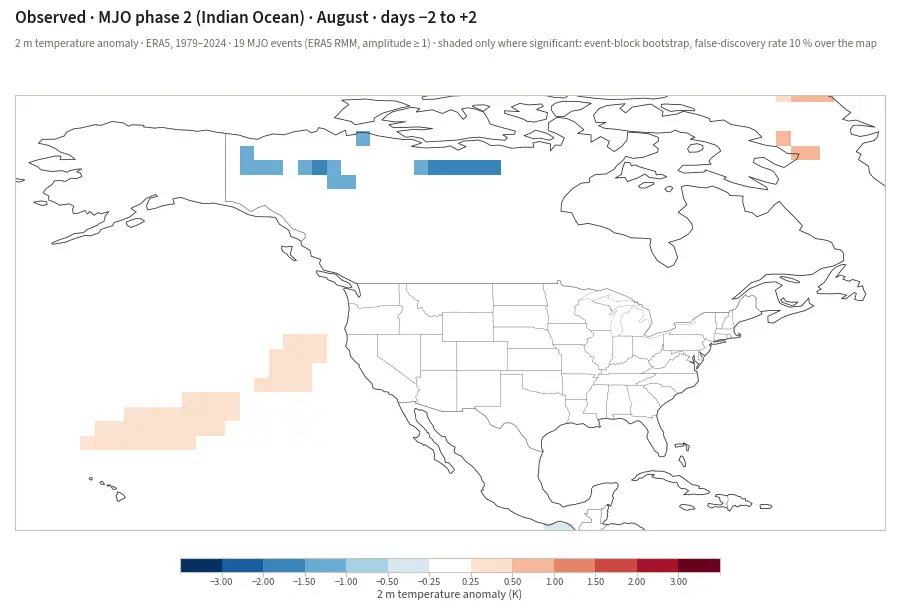 Observed · MJO phase 2 (Indian Ocean) · August · days −2 to +2
2 m temperature anomaly · ERA5, 1979–2024 · 19 MJO events (ERA5 RMM, amplitude ≥ 1) · shaded only where significant: event-block bootstrap, false-discovery rate 10 % over the map
−3.00 −2.00 −1.50 −1.00 −0.50 −0.25 0.25 0.50 1.00 1.50 2.00 3.00
2 m temperature anomaly (K)